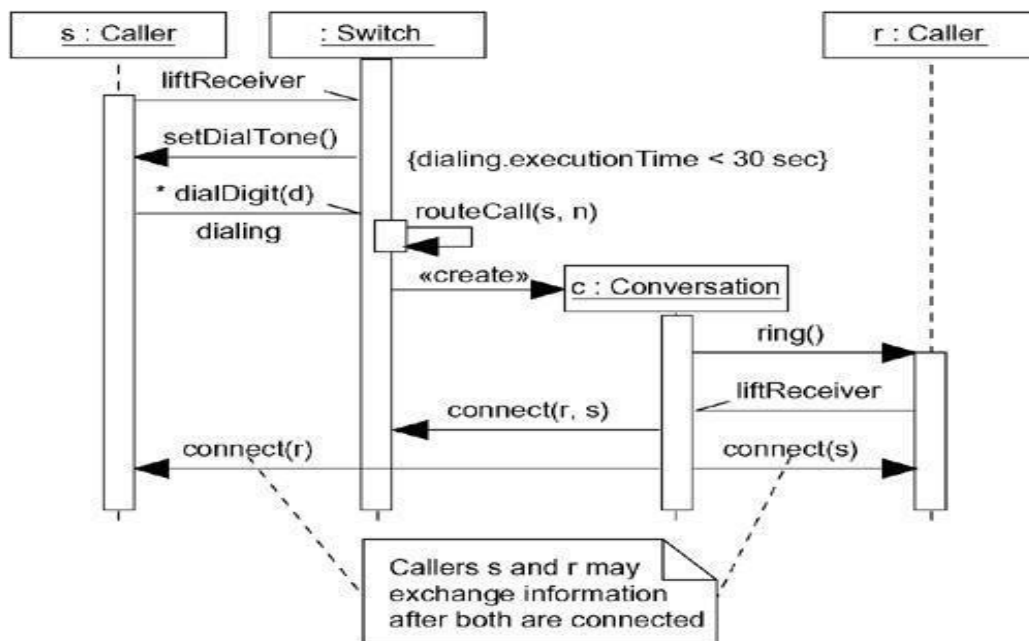 s : Caller
: Switch
r : Caller
liftReceiver
setDialTone()
{dialing.executionTime < 30 sec}
* dialDigit(d)
routeCall(s, n)
dialing
«create»
c : Conversation
ring()
liftReceiver
connect(r, s)
connect(r)
connect(s)
Callers s and r may
exchange information
after both are connected